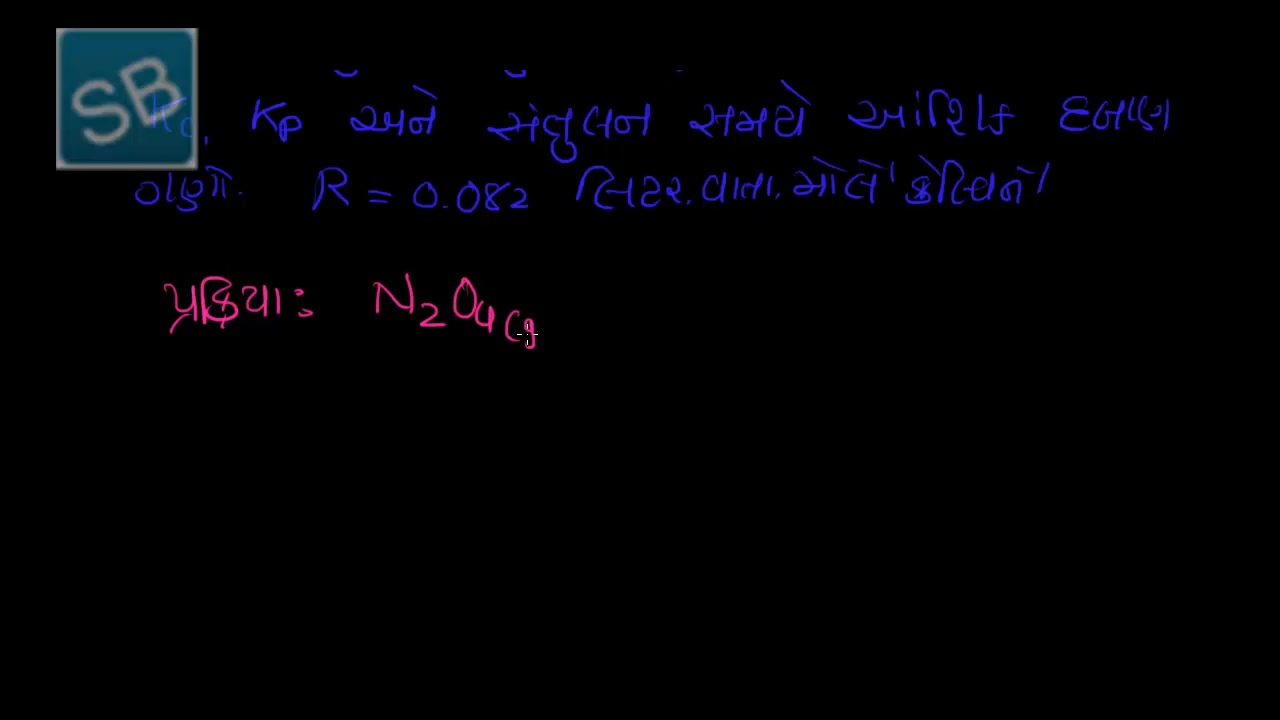 SB
Kc, Kp અને સંતુલન સમયે આંશિક દબાણ
ગણો. R = 0.082 લિટર.વાતા.મોલે⁻¹ કેલ્વિન⁻¹
પ્રક્રિયા : N₂O₄(g